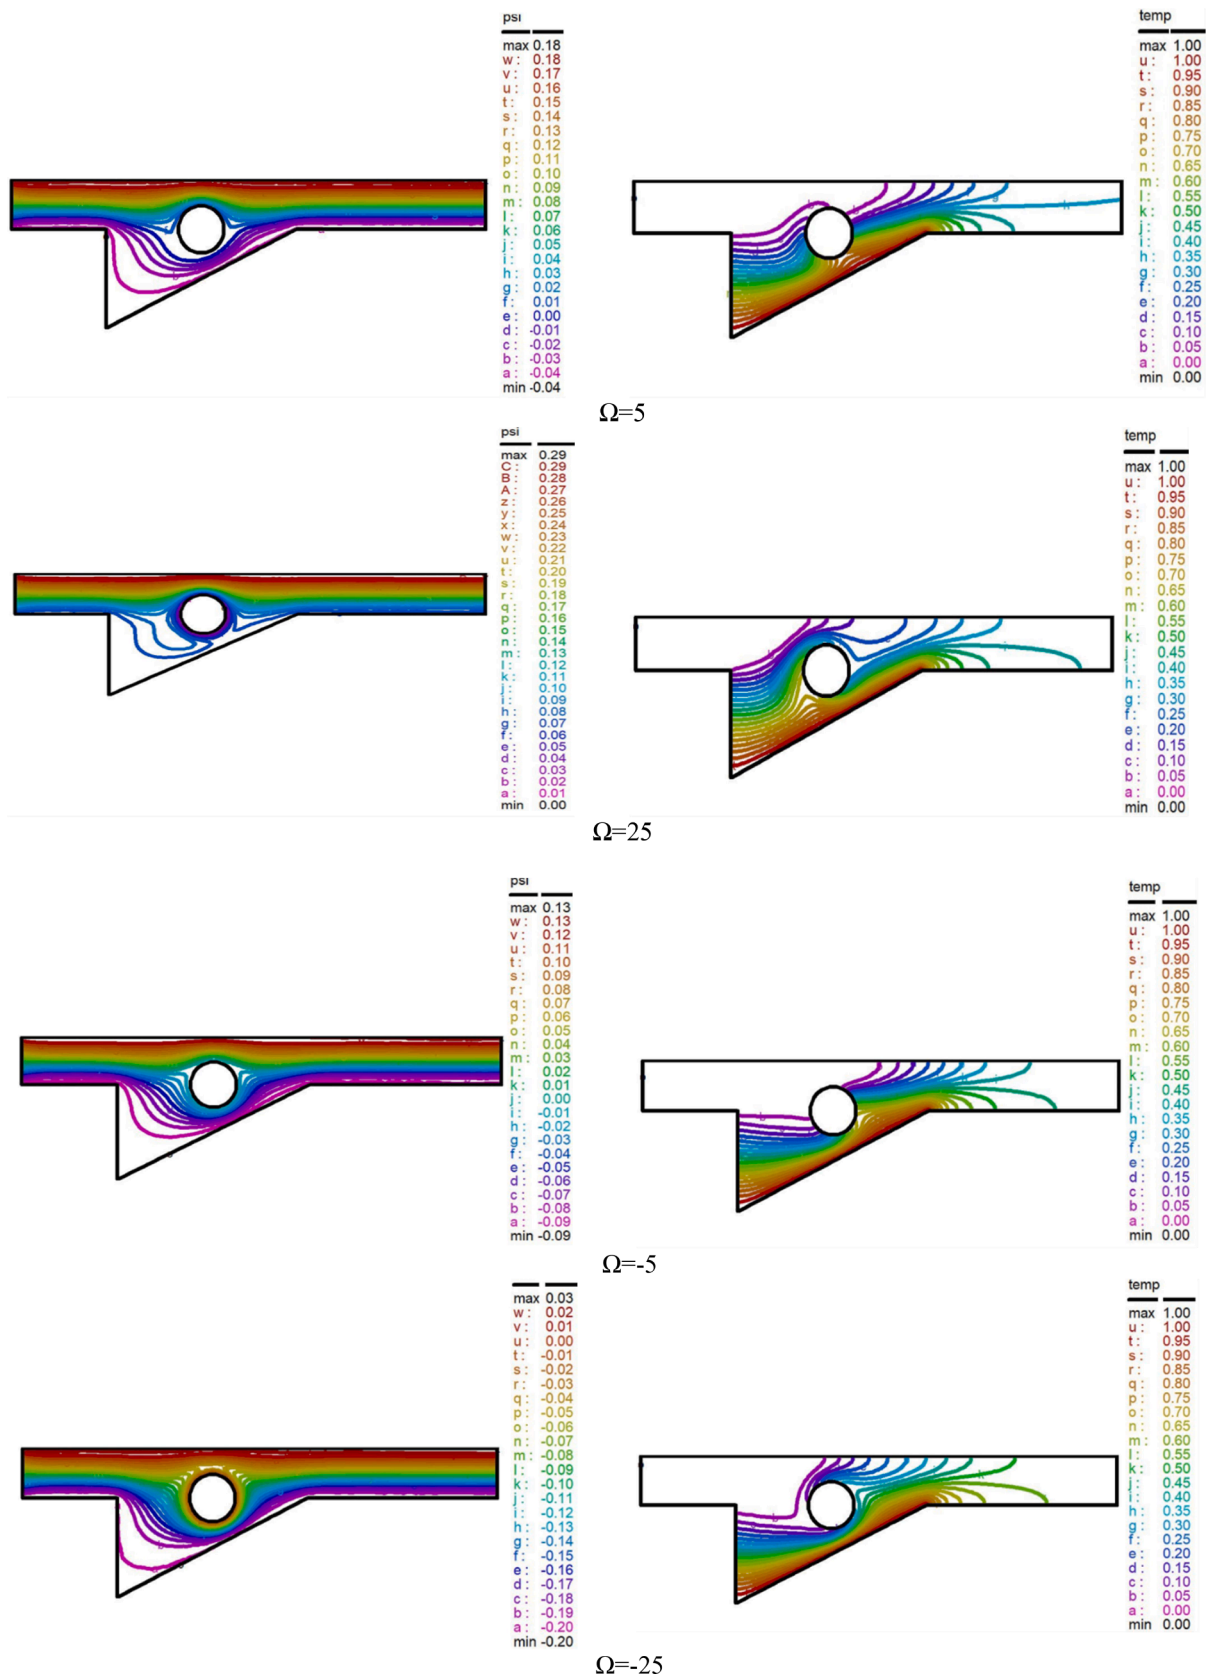 psi
max 0.18
w : 0.18
v : 0.17
u : 0.16
t : 0.15
s : 0.14
r : 0.13
q : 0.12
p : 0.11
o : 0.10
n : 0.09
m : 0.08
l : 0.07
k : 0.06
j : 0.05
i : 0.04
h : 0.03
g : 0.02
f : 0.01
e : 0.00
d : -0.01
c : -0.02
b : -0.03
a : -0.04
min -0.04
temp
max 1.00
u : 1.00
t : 0.95
s : 0.90
r : 0.85
q : 0.80
p : 0.75
o : 0.70
n : 0.65
m : 0.60
l : 0.55
k : 0.50
j : 0.45
i : 0.40
h : 0.35
g : 0.30
f : 0.25
e : 0.20
d : 0.15
c : 0.10
b : 0.05
a : 0.00
min 0.00
Ω=5
psi
max 0.29
C : 0.29
B : 0.28
A : 0.27
z : 0.26
y : 0.25
x : 0.24
w : 0.23
v : 0.22
u : 0.21
t : 0.20
s : 0.19
r : 0.18
q : 0.17
p : 0.16
o : 0.15
n : 0.14
m : 0.13
l : 0.12
k : 0.11
j : 0.10
i : 0.09
h : 0.08
g : 0.07
f : 0.06
e : 0.05
d : 0.04
c : 0.03
b : 0.02
a : 0.01
min 0.00
temp
max 1.00
u : 1.00
t : 0.95
s : 0.90
r : 0.85
q : 0.80
p : 0.75
o : 0.70
n : 0.65
m : 0.60
l : 0.55
k : 0.50
j : 0.45
i : 0.40
h : 0.35
g : 0.30
f : 0.25
e : 0.20
d : 0.15
c : 0.10
b : 0.05
a : 0.00
min 0.00
Ω=25
psi
max 0.13
w : 0.13
v : 0.12
u : 0.11
t : 0.10
s : 0.09
r : 0.08
q : 0.07
p : 0.06
o : 0.05
n : 0.04
m : 0.03
l : 0.02
k : 0.01
j : 0.00
i : -0.01
h : -0.02
g : -0.03
f : -0.04
e : -0.05
d : -0.06
c : -0.07
b : -0.08
a : -0.09
min -0.09
temp
max 1.00
u : 1.00
t : 0.95
s : 0.90
r : 0.85
q : 0.80
p : 0.75
o : 0.70
n : 0.65
m : 0.60
l : 0.55
k : 0.50
j : 0.45
i : 0.40
h : 0.35
g : 0.30
f : 0.25
e : 0.20
d : 0.15
c : 0.10
b : 0.05
a : 0.00
min 0.00
Ω=-5
max 0.03
w : 0.02
v : 0.01
u : 0.00
t : -0.01
s : -0.02
r : -0.03
q : -0.04
p : -0.05
o : -0.06
n : -0.07
m : -0.08
l : -0.09
k : -0.10
j : -0.11
i : -0.12
h : -0.13
g : -0.14
f : -0.15
e : -0.16
d : -0.17
c : -0.18
b : -0.19
a : -0.20
min -0.20
temp
max 1.00
u : 1.00
t : 0.95
s : 0.90
r : 0.85
q : 0.80
p : 0.75
o : 0.70
n : 0.65
m : 0.60
l : 0.55
k : 0.50
j : 0.45
i : 0.40
h : 0.35
g : 0.30
f : 0.25
e : 0.20
d : 0.15
c : 0.10
b : 0.05
a : 0.00
min 0.00
Ω=-25